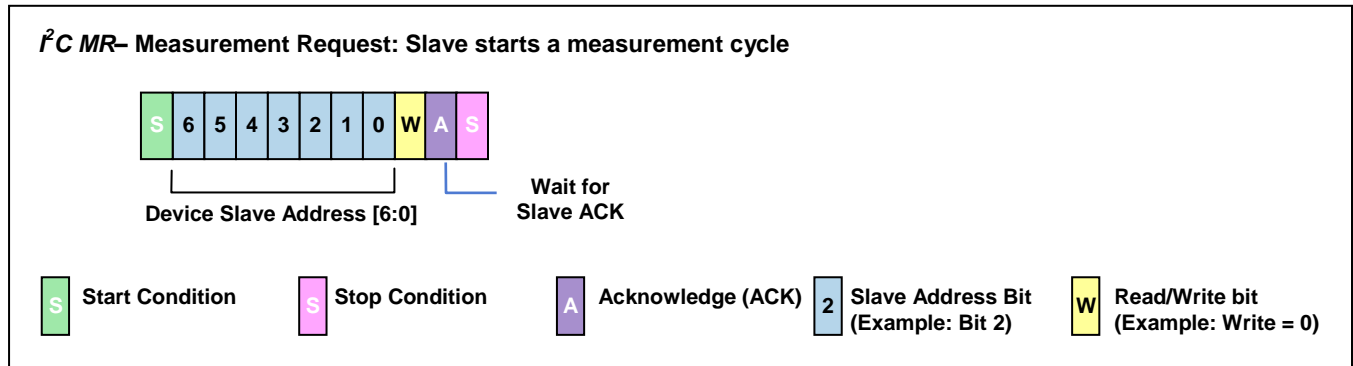 I²C MR– Measurement Request: Slave starts a measurement cycle
S 6 5 4 3 2 1 0 W A S
Wait for
Slave ACK
Device Slave Address [6:0]
S Start Condition
S Stop Condition
A Acknowledge (ACK)
2 Slave Address Bit
(Example: Bit 2)
W Read/Write bit
(Example: Write = 0)